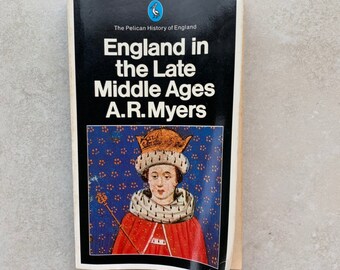 The Pelican History of England
England in
the Late
Middle Ages
A.R.Myers